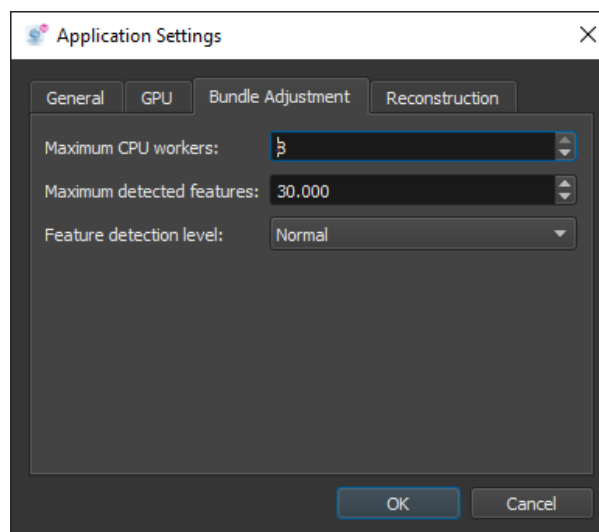 Application Settings
General GPU Bundle Adjustment Reconstruction
Maximum CPU workers: 3
Maximum detected features: 30.000
Feature detection level: Normal
OK Cancel